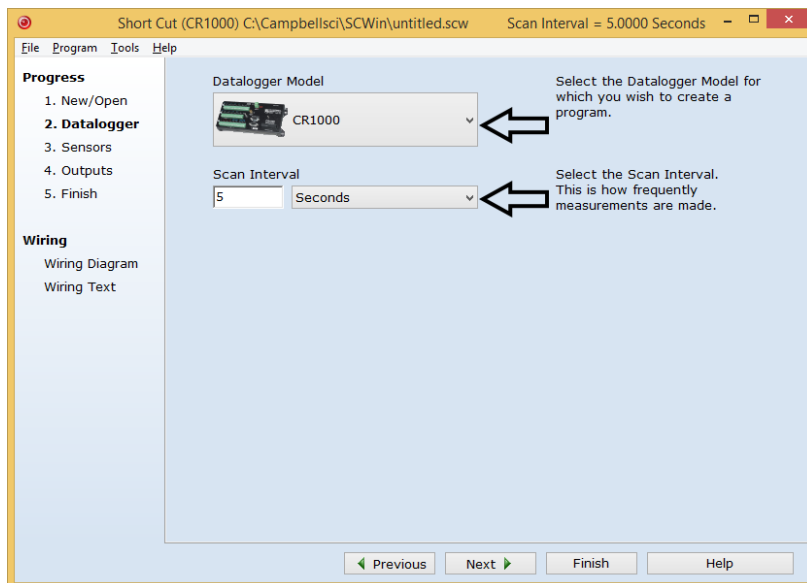 Short Cut (CR1000) C:\Campbellsci\SCWin\untitled.scw Scan Interval = 5.0000 Seconds
File Program Tools Help
Progress
1. New/Open
2. Datalogger
3. Sensors
4. Outputs
5. Finish
Wiring
Wiring Diagram
Wiring Text
Datalogger Model
CR1000
Select the Datalogger Model for
which you wish to create a
program.
Scan Interval
5 Seconds
Select the Scan Interval.
This is how frequently
measurements are made.
Previous Next Finish Help